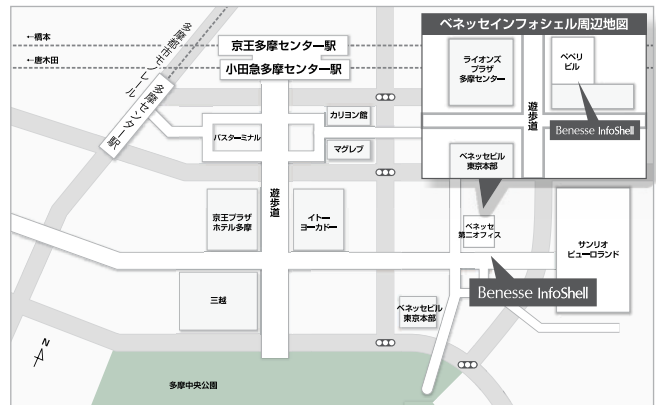 ←橋本
←唐木田
多摩都市モノレール
多摩センター駅
京王多摩センター駅
小田急多摩センター駅
カリヨン館
バスターミナル
マグレブ
遊歩道
京王プラザ
ホテル多摩
イトー
ヨーカドー
三越
ベネッセビル
東京本部
ベネッセ
第二オフィス
サンリオ
ピューロランド
Benesse InfoShell
多摩中央公園
N
ベネッセインフォシェル周辺地図
ライオンズ
プラザ
多摩センター
ペペリ
ビル
遊歩道
Benesse InfoShell
ベネッセビル
東京本部